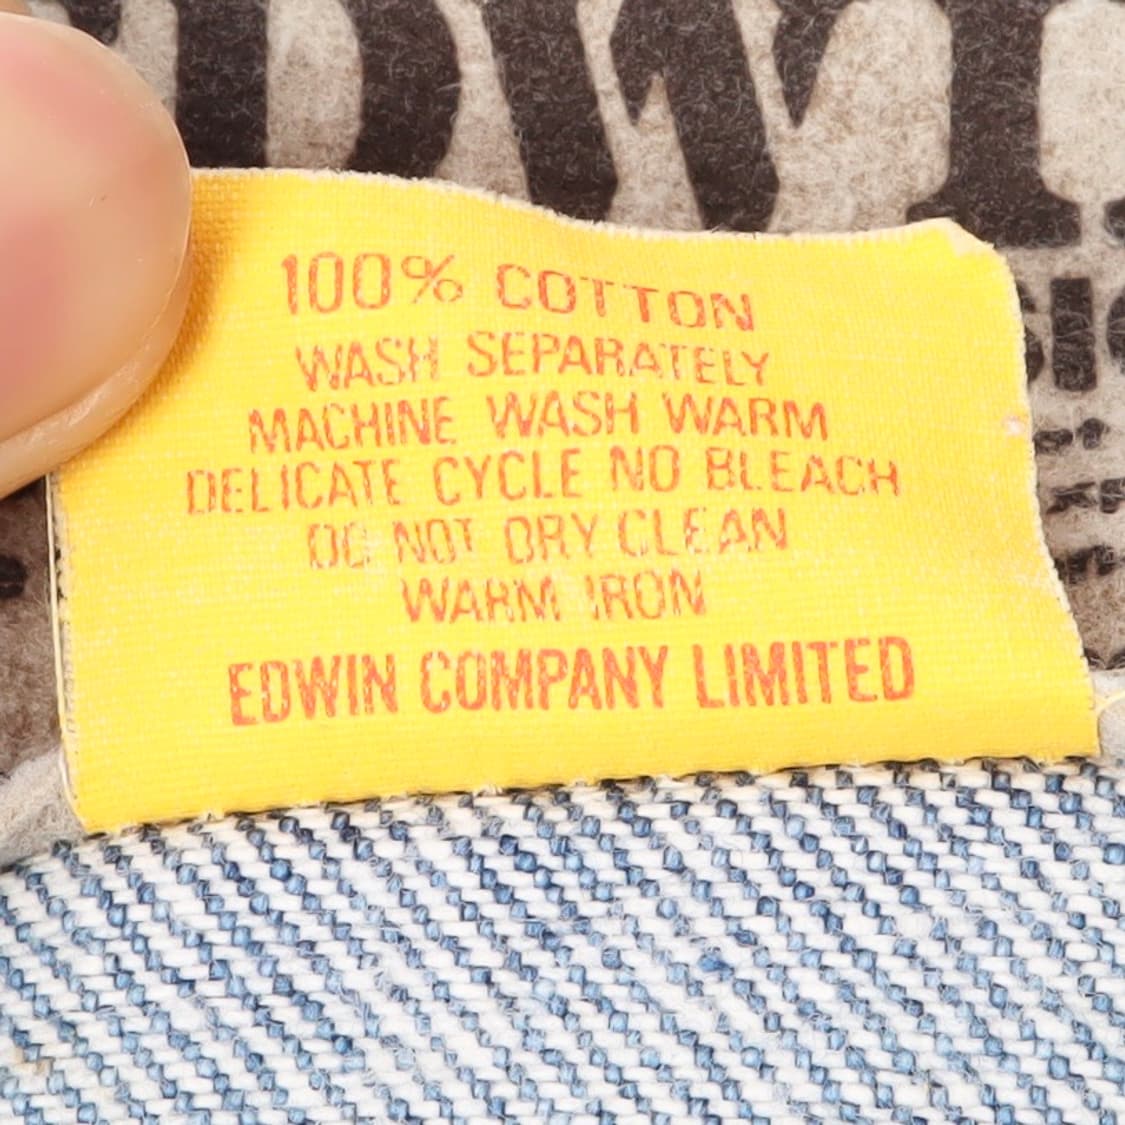 100% COTTON
WASH SEPARATELY
MACHINE WASH WARM
DELICATE CYCLE NO BLEACH
DO NOT DRY CLEAN
WARM IRON
EDWIN COMPANY LIMITED